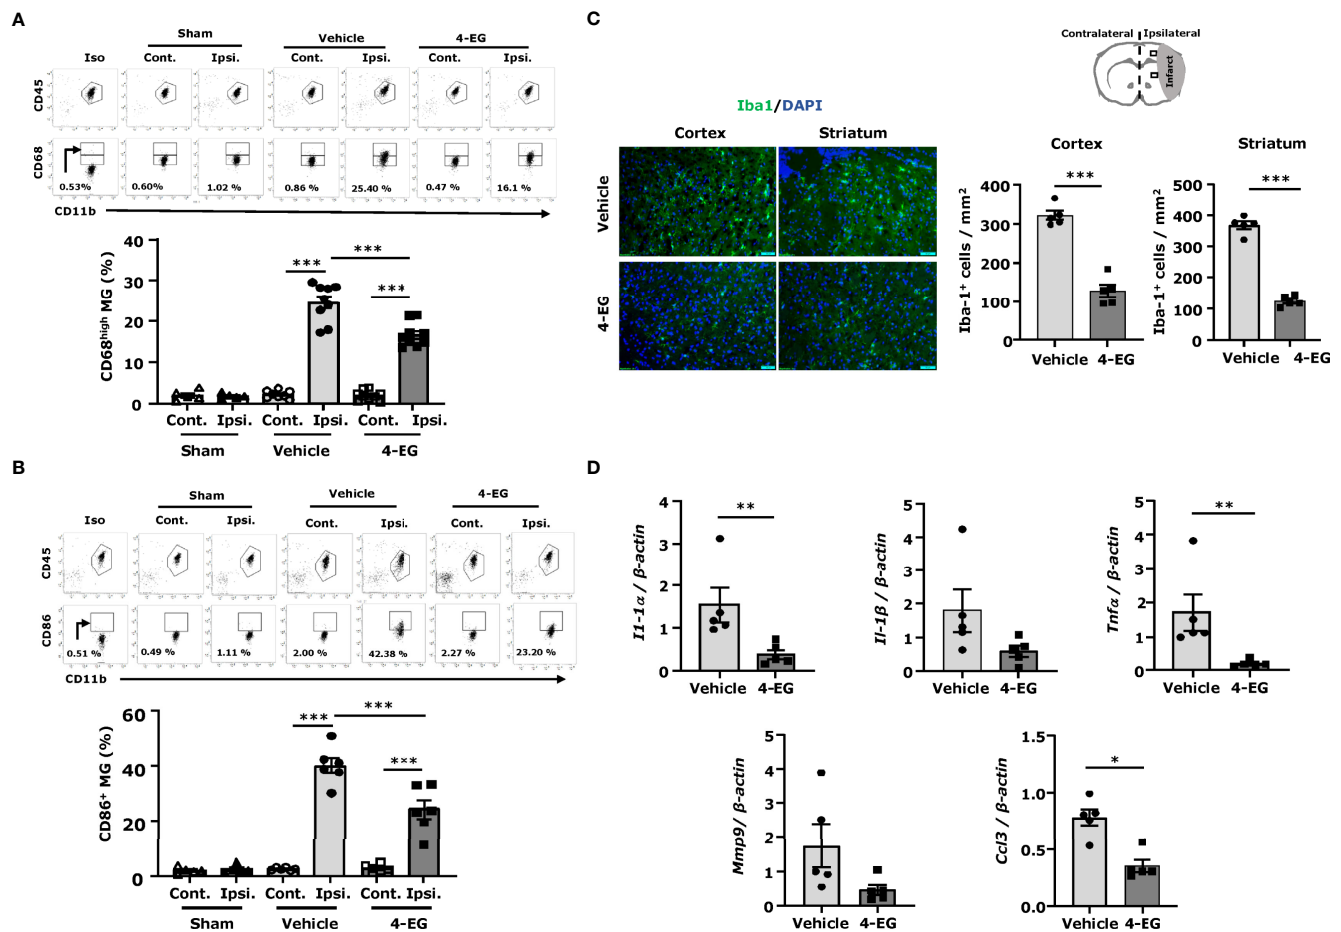 A
Sham
Vehicle
4-EG
Iso
Cont.
Ipsi.
Cont.
Ipsi.
Cont.
Ipsi.
CD45
CD68
0.53%
0.60%
1.02 %
0.86 %
25.40 %
0.47 %
16.1 %
CD11b
CD68high MG (%)
40
30
20
10
0
***
***
***
Cont. Ipsi.
Cont. Ipsi.
Cont. Ipsi.
Sham
Vehicle
4-EG
B
Sham
Vehicle
4-EG
Iso
Cont.
Ipsi.
Cont.
Ipsi.
Cont.
Ipsi.
CD45
CD86
0.51 %
0.49 %
1.11 %
2.00 %
42.38 %
2.27 %
23.20 %
CD11b
CD86+ MG (%)
60
40
20
0
***
***
***
Cont. Ipsi.
Cont. Ipsi.
Cont. Ipsi.
Sham
Vehicle
4-EG
C
Contralateral
Ipsilateral
Infarct
Iba1/DAPI
Cortex
Striatum
Vehicle
4-EG
Cortex
***
Iba-1+ cells / mm2
400
300
200
100
0
Vehicle 4-EG
Striatum
***
Iba-1+ cells / mm2
500
400
300
200
100
0
Vehicle 4-EG
D
**
I1-1α / β-actin
4
3
2
1
0
Vehicle 4-EG
Il-1β / β-actin
5
4
3
2
1
0
Vehicle 4-EG
**
Tnfα / β-actin
5
4
3
2
1
0
Vehicle 4-EG
Mmp9/ β-actin
5
4
3
2
1
0
Vehicle 4-EG
*
Ccl3 / β-actin
1.5
1.0
0.5
0.0
Vehicle 4-EG